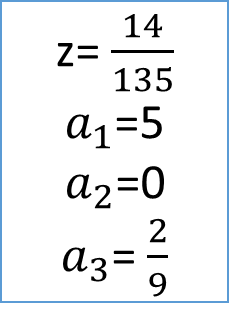 z= 14/135
a₁=5
a₂=0
a₃= 2/9